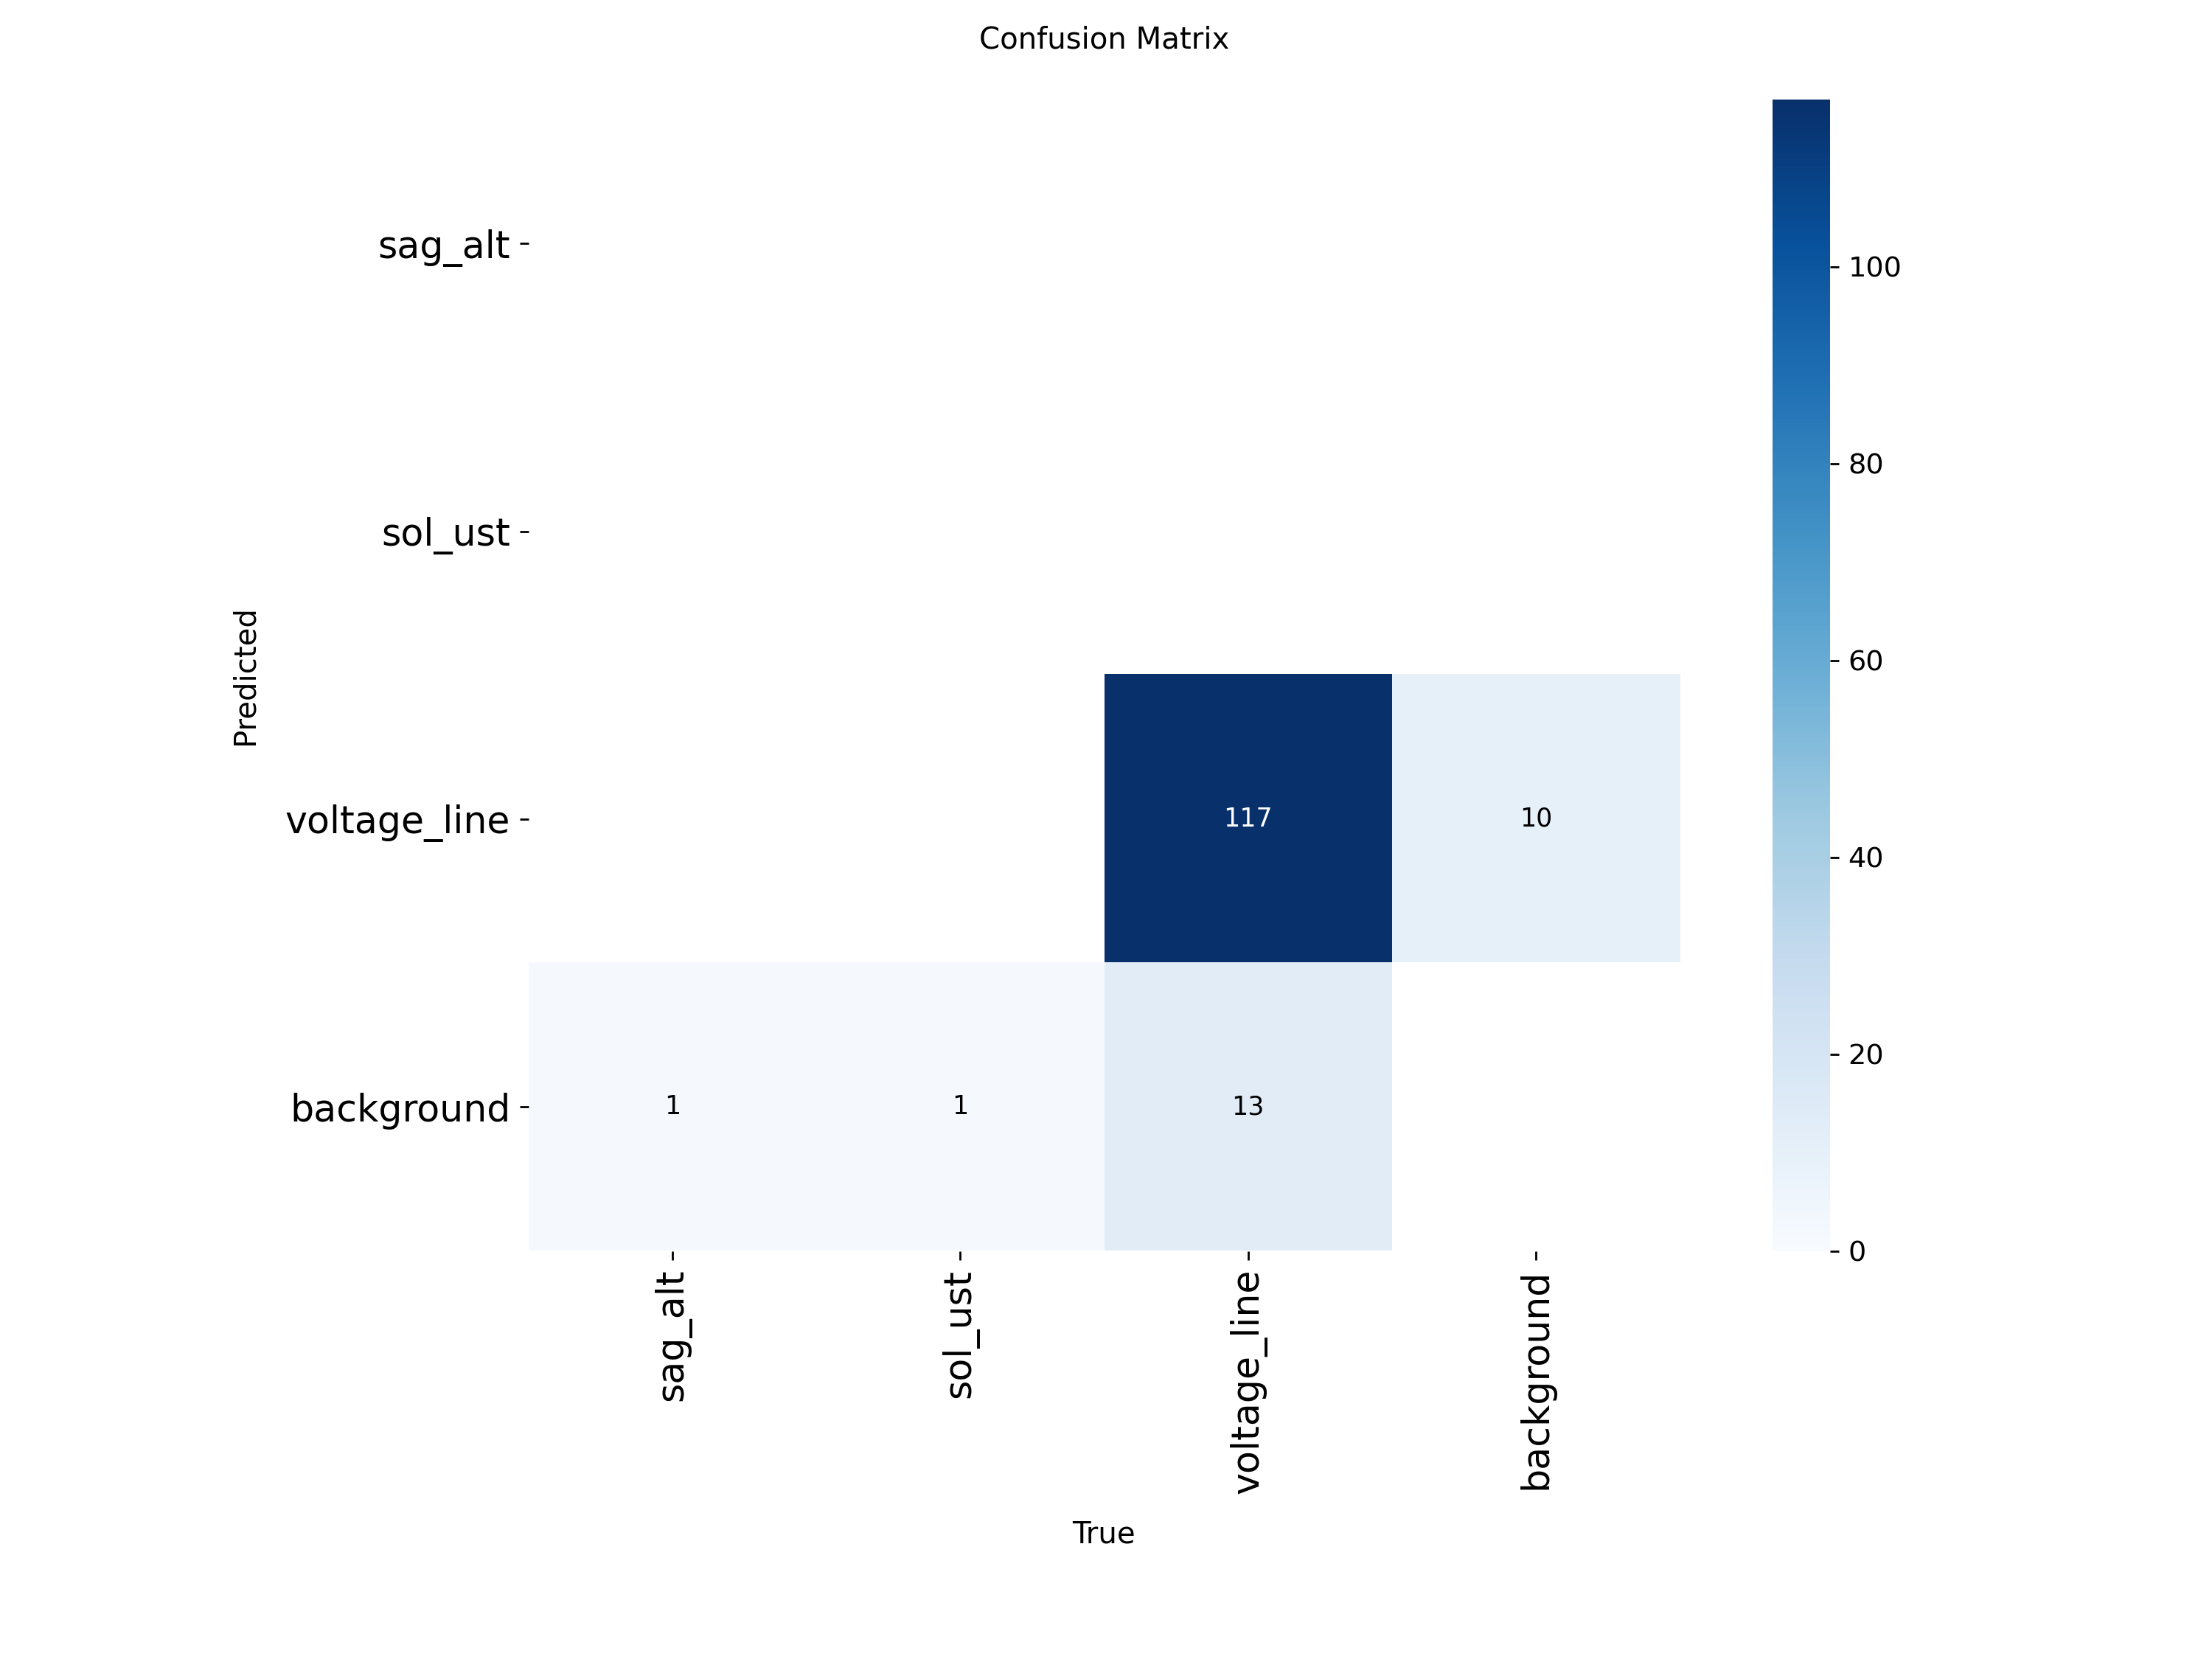 Confusion Matrix
sag_alt
sol_ust
voltage_line
background
Predicted
117
10
1
1
13
sag_alt
sol_ust
voltage_line
background
True
100
80
60
40
20
0